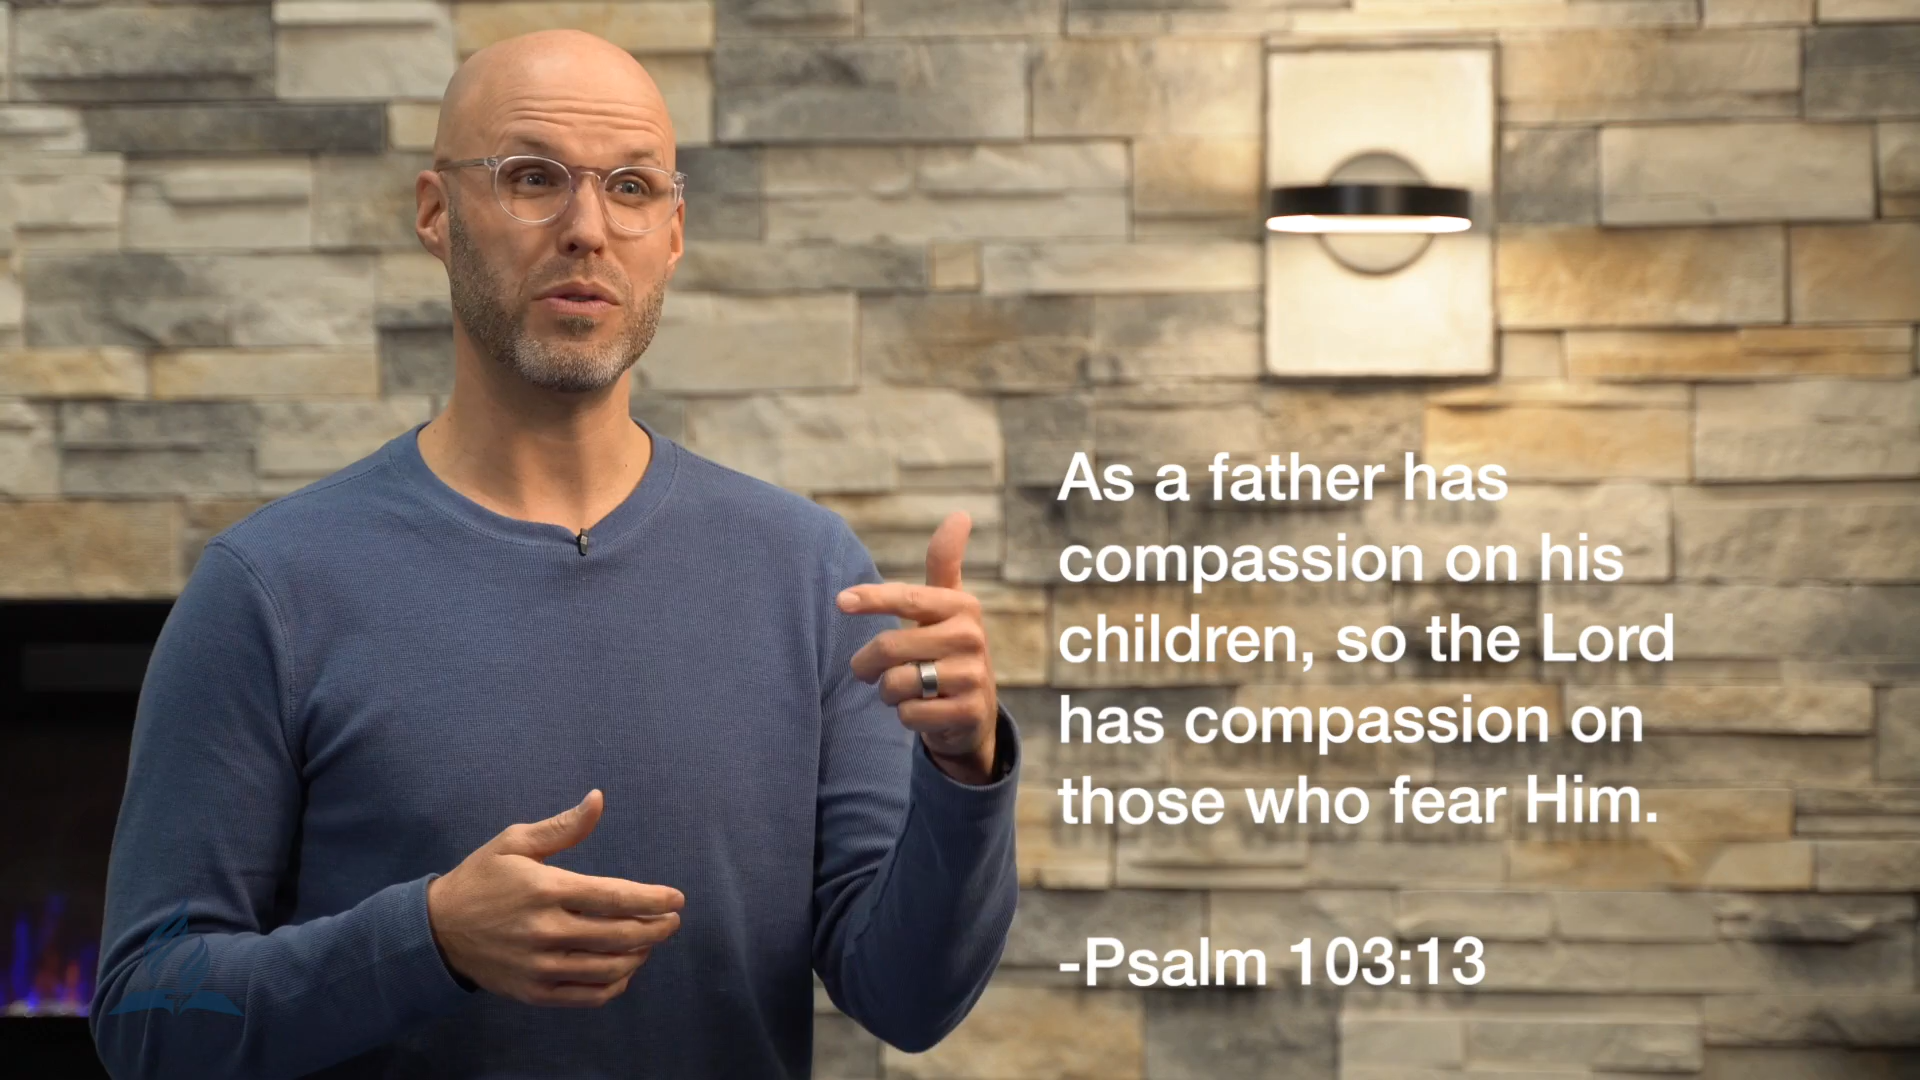 As a father has
compassion on his
children, so the Lord
has compassion on
those who fear Him.
-Psalm 103:13